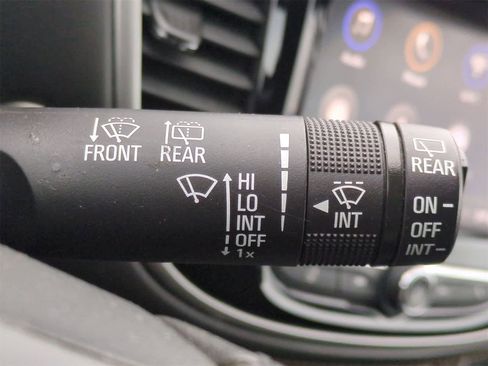 FRONT
REAR
HI
LO
INT
OFF
1x
INT
REAR
ON
OFF
INT